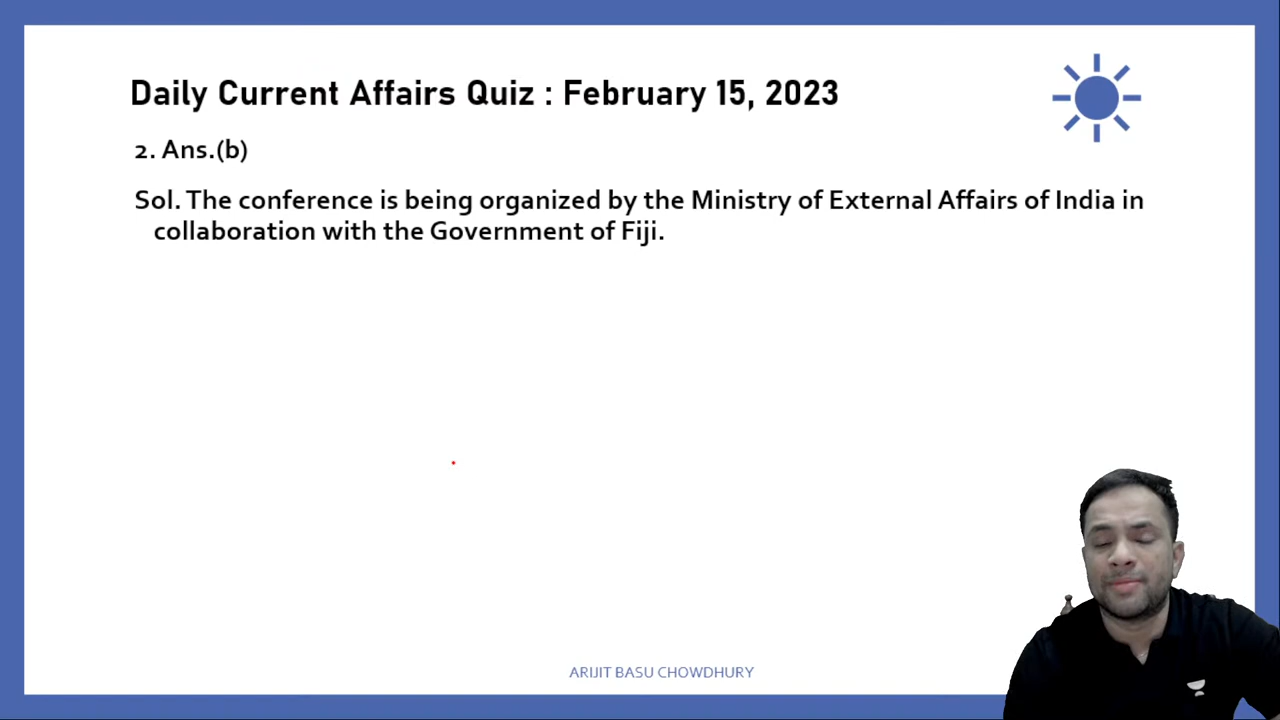 Daily Current Affairs Quiz : February 15, 2023
2. Ans.(b)
Sol. The conference is being organized by the Ministry of External Affairs of India in
collaboration with the Government of Fiji.
ARIJIT BASU CHOWDHURY